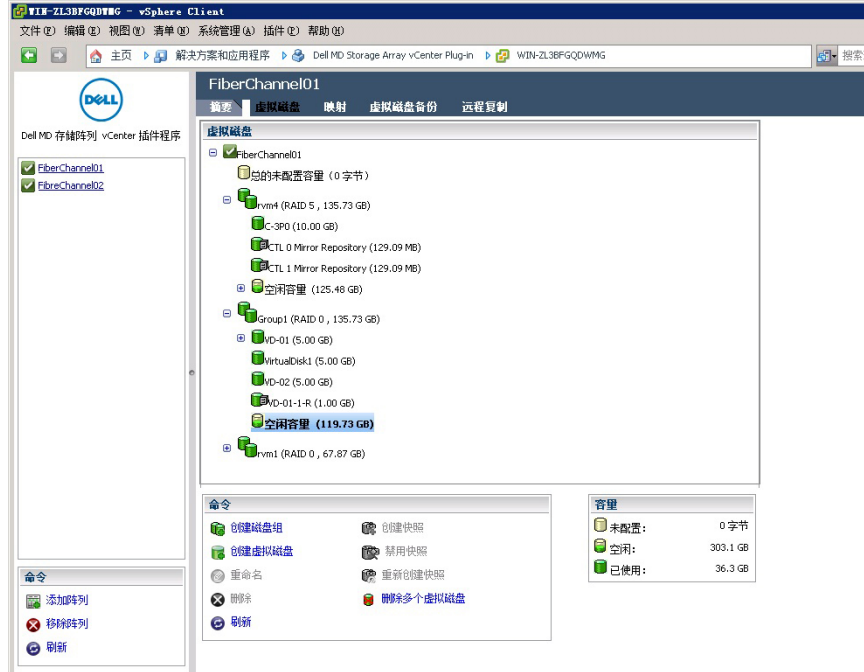 WIN-ZL3BFGQDWMG - vSphere Client
文件(F) 编辑(E) 视图(V) 清单(N) 系统管理(A) 插件(P) 帮助(H)
主页 解决方案和应用程序 Dell MD Storage Array vCenter Plug-in WIN-ZL3BFGQDWMG 搜索
DELL
Dell MD 存储阵列 vCenter 插件程序
FiberChannel01
FibreChannel02
FiberChannel01
摘要 虚拟磁盘 映射 虚拟磁盘备份 远程复制
虚拟磁盘
FiberChannel01
总的未配置容量 (0 字节)
rvm4 (RAID 5 , 135.73 GB)
C-3P0 (10.00 GB)
CTL 0 Mirror Repository (129.09 MB)
CTL 1 Mirror Repository (129.09 MB)
空闲容量 (125.48 GB)
Group1 (RAID 0 , 135.73 GB)
VD-01 (5.00 GB)
VirtualDisk1 (5.00 GB)
VD-02 (5.00 GB)
VD-01-1-R (1.00 GB)
空闲容量 (119.73 GB)
rvm1 (RAID 0 , 67.87 GB)
命令
创建磁盘组 创建快照
创建虚拟磁盘 禁用快照
重命名 重新创建快照
删除 删除多个虚拟磁盘
刷新
容量
未配置: 0 字节
空闲: 303.1 GB
已使用: 36.3 GB
命令
添加阵列
移除阵列
刷新